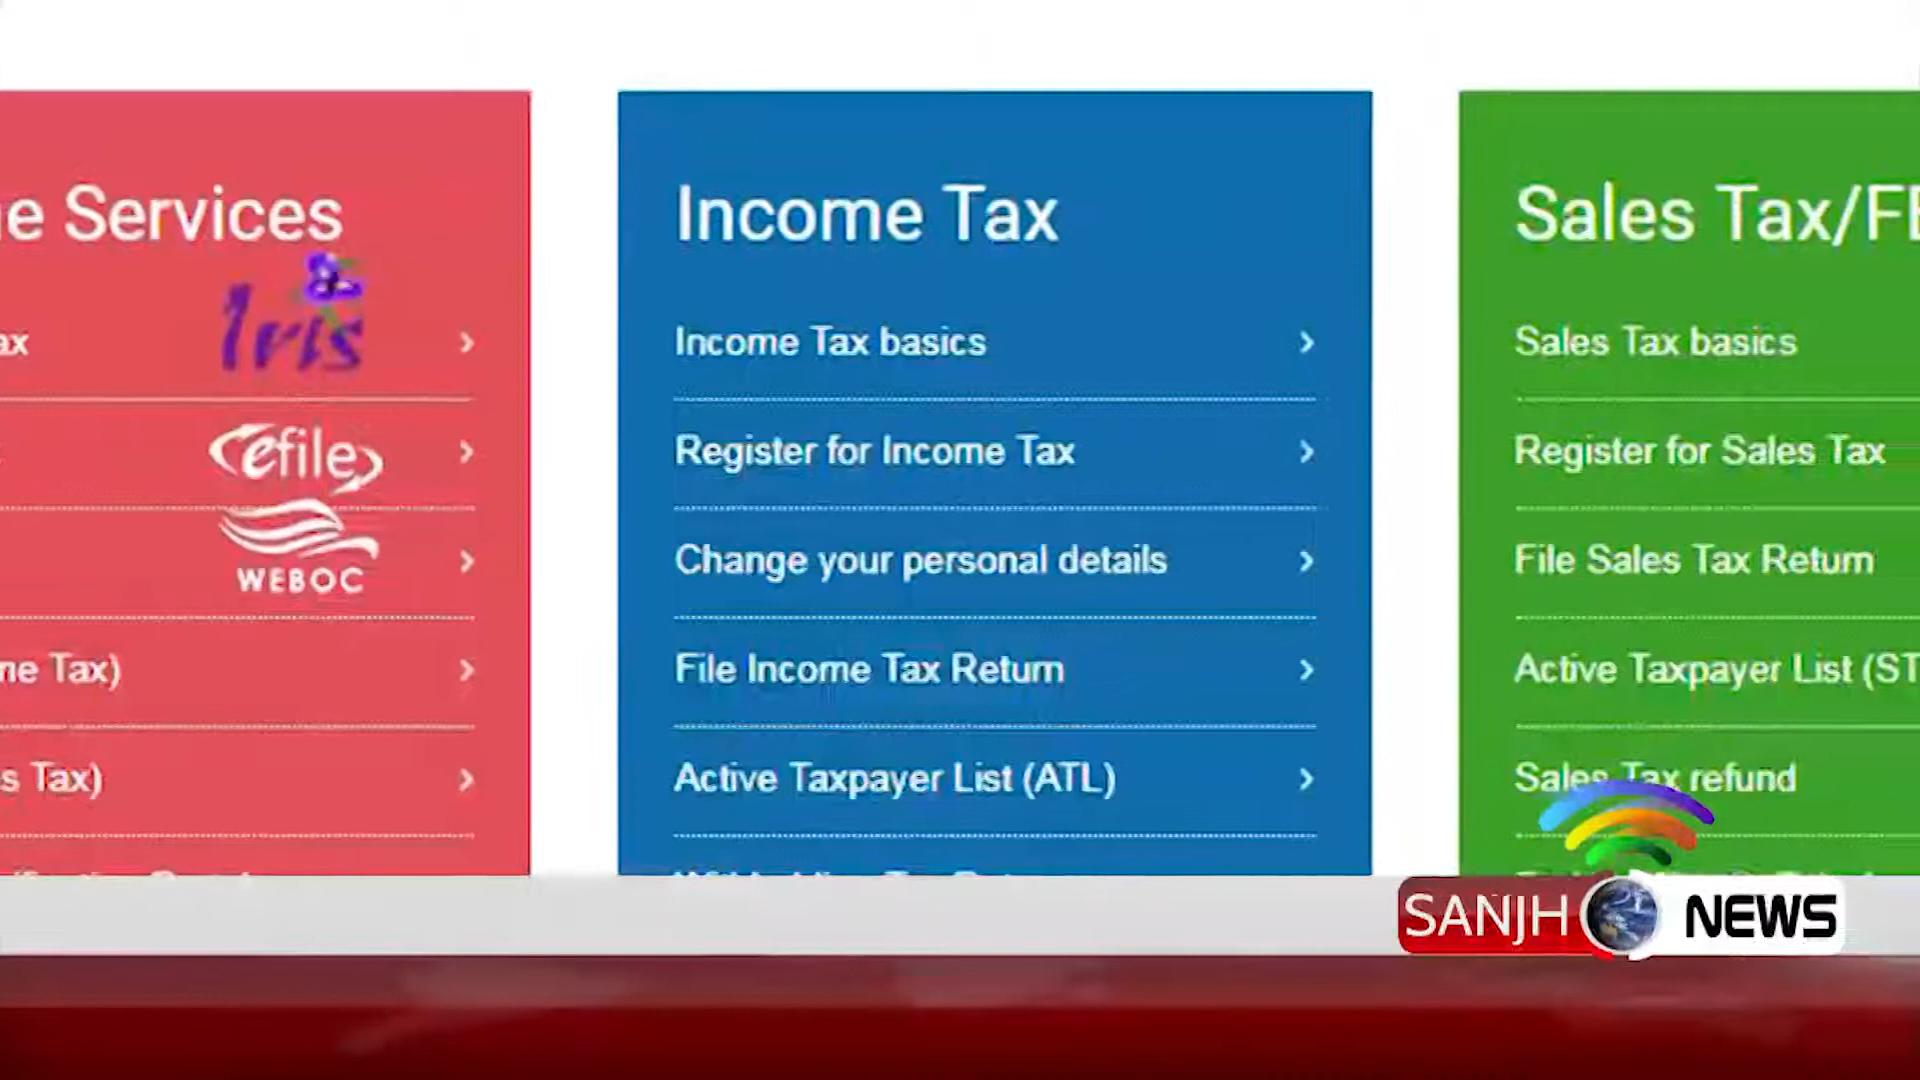 e Services
Iris
ax
efile
WEBOC
ne Tax)
s Tax)
Income Tax
Income Tax basics
Register for Income Tax
Change your personal details
File Income Tax Return
Active Taxpayer List (ATL)
Sales Tax/FE
Sales Tax basics
Register for Sales Tax
File Sales Tax Return
Active Taxpayer List (ST
Sales Tax refund
SANJH NEWS